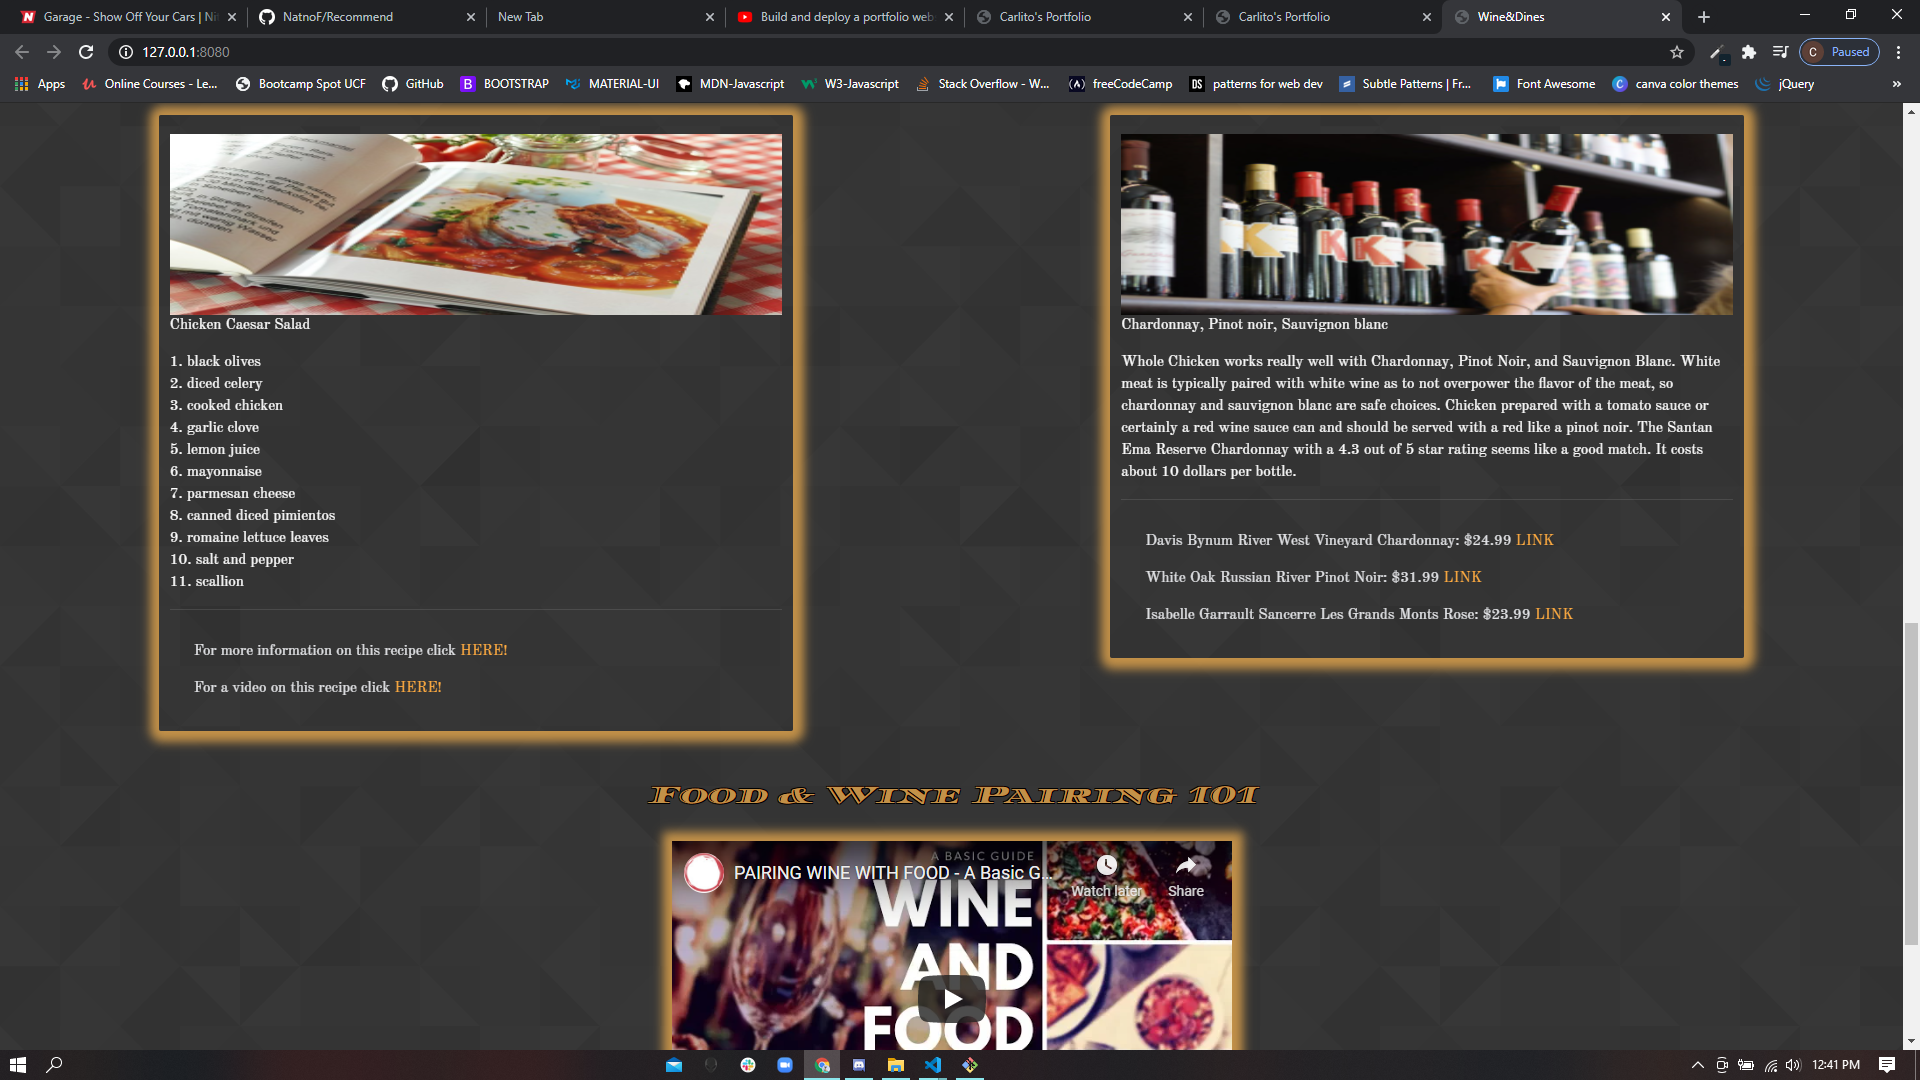 Garage - Show Off Your Cars | Ni
NatnoF/Recommend
New Tab
Build and deploy a portfolio web
Carlito's Portfolio
Carlito's Portfolio
Wine&Dines
127.0.0.1:8080
C Paused
Apps
Online Courses - Le...
Bootcamp Spot UCF
GitHub
BOOTSTRAP
MATERIAL-UI
MDN-Javascript
W3-Javascript
Stack Overflow - W...
freeCodeCamp
patterns for web dev
Subtle Patterns | Fr...
Font Awesome
canva color themes
jQuery
»
Chicken Caesar Salad
1. black olives
2. diced celery
3. cooked chicken
4. garlic clove
5. lemon juice
6. mayonnaise
7. parmesan cheese
8. canned diced pimientos
9. romaine lettuce leaves
10. salt and pepper
11. scallion
For more information on this recipe click HERE!
For a video on this recipe click HERE!
Chardonnay, Pinot noir, Sauvignon blanc
Whole Chicken works really well with Chardonnay, Pinot Noir, and Sauvignon Blanc. White
meat is typically paired with white wine as to not overpower the flavor of the meat, so
chardonnay and sauvignon blanc are safe choices. Chicken prepared with a tomato sauce or
certainly a red wine sauce can and should be served with a red like a pinot noir. The Santan
Ema Reserve Chardonnay with a 4.3 out of 5 star rating seems like a good match. It costs
about 10 dollars per bottle.
Davis Bynum River West Vineyard Chardonnay: $24.99 LINK
White Oak Russian River Pinot Noir: $31.99 LINK
Isabelle Garrault Sancerre Les Grands Monts Rose: $23.99 LINK
Food & Wine Pairing 101
A BASIC GUIDE
PAIRING WINE WITH FOOD - A Basic G...
Watch later
Share
WINE
AND
FOOD
12:41 PM